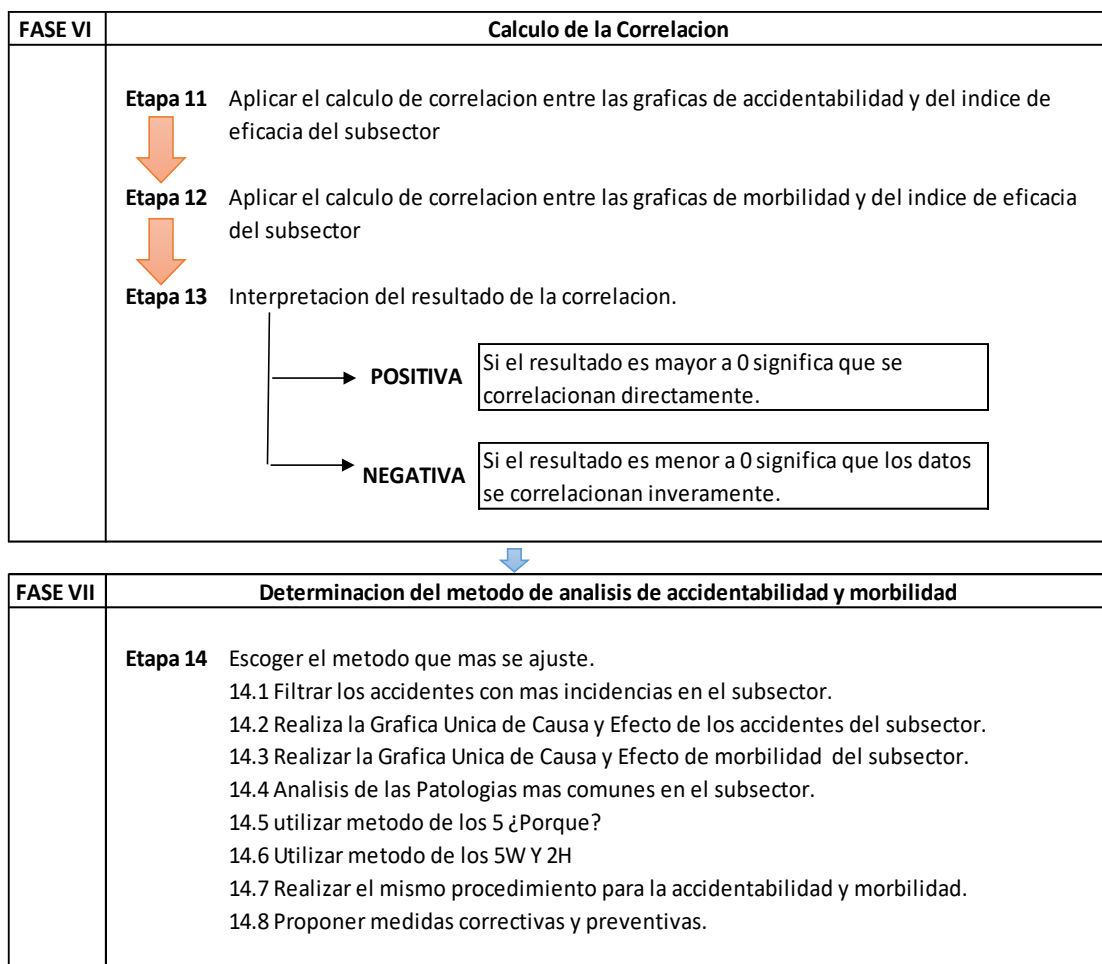 FASE VI Calculo de la Correlacion
Etapa 11 Aplicar el calculo de correlacion entre las graficas de accidentabilidad y del indice de
eficacia del subsector
Etapa 12 Aplicar el calculo de correlacion entre las graficas de morbilidad y del indice de eficacia
del subsector
Etapa 13 Interpretacion del resultado de la correlacion.
POSITIVA
Si el resultado es mayor a 0 significa que se
correlacionan directamente.
NEGATIVA
Si el resultado es menor a 0 significa que los datos
se correlacionan inveramente.
FASE VII Determinacion del metodo de analisis de accidentabilidad y morbilidad
Etapa 14 Escoger el metodo que mas se ajuste.
14.1 Filtrar los accidentes con mas incidencias en el subsector.
14.2 Realiza la Grafica Unica de Causa y Efecto de los accidentes del subsector.
14.3 Realizar la Grafica Unica de Causa y Efecto de morbilidad del subsector.
14.4 Analisis de las Patologias mas comunes en el subsector.
14.5 utilizar metodo de los 5 ¿Porque?
14.6 Utilizar metodo de los 5W Y 2H
14.7 Realizar el mismo procedimiento para la accidentabilidad y morbilidad.
14.8 Proponer medidas correctivas y preventivas.